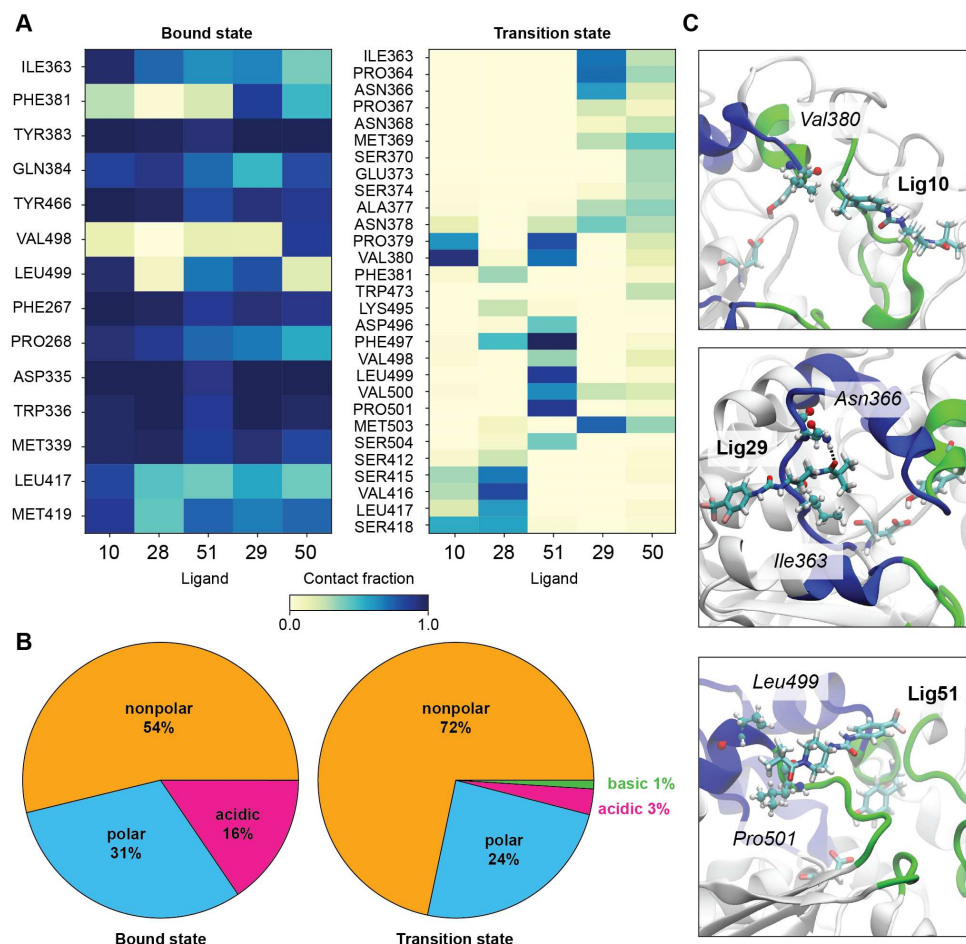 A
Bound state
ILE363
PHE381
TYR383
GLN384
TYR466
VAL498
LEU499
PHE267
PRO268
ASP335
TRP336
MET339
LEU417
MET419
10 28 51 29 50
Ligand
Transition state
ILE363
PRO364
ASN366
PRO367
ASN368
MET369
SER370
GLU373
SER374
ALA377
ASN378
PRO379
VAL380
PHE381
TRP473
LYS495
ASP496
PHE497
VAL498
LEU499
VAL500
PRO501
MET503
SER504
SER412
SER415
VAL416
LEU417
SER418
10 28 51 29 50
Ligand
Contact fraction
0.0 1.0
B
nonpolar
54%
acidic
16%
polar
31%
Bound state
nonpolar
72%
basic 1%
acidic 3%
polar
24%
Transition state
C
Val380
Lig10
Asn366
Lig29
Ile363
Leu499
Lig51
Pro501